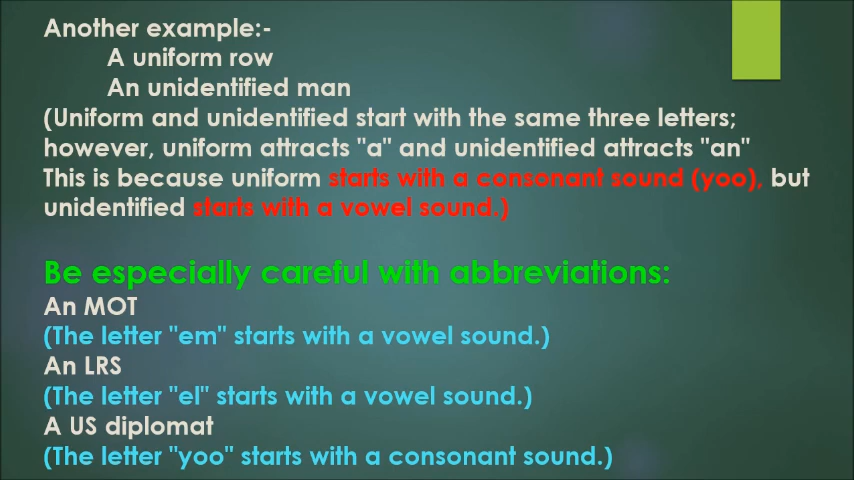 Another example:-
A uniform row
An unidentified man
(Uniform and unidentified start with the same three letters;
however, uniform attracts "a" and unidentified attracts "an"
This is because uniform starts with a consonant sound (yoo), but
unidentified starts with a vowel sound.)
Be especially careful with abbreviations:
An MOT
(The letter "em" starts with a vowel sound.)
An LRS
(The letter "el" starts with a vowel sound.)
A US diplomat
(The letter "yoo" starts with a consonant sound.)